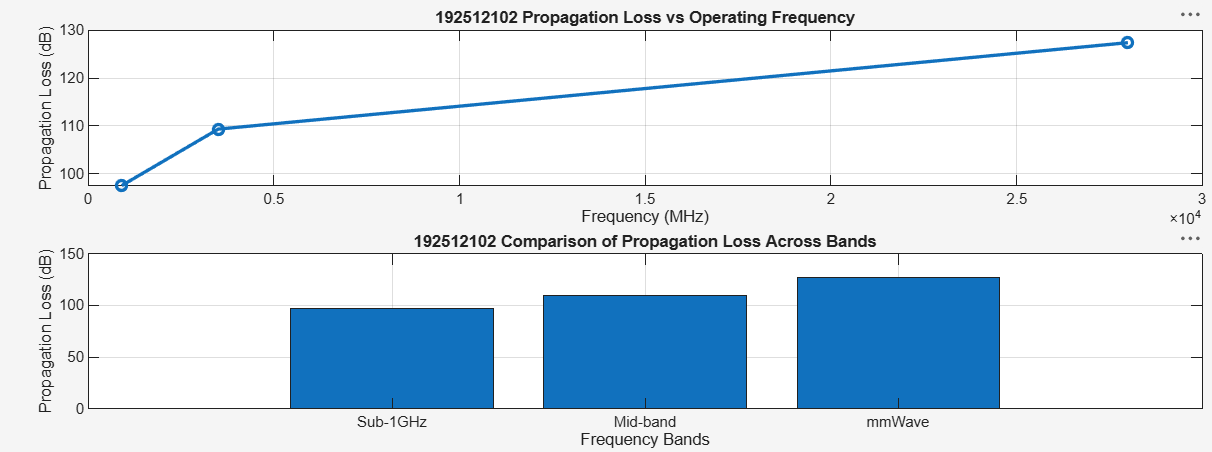 192512102 Propagation Loss vs Operating Frequency
Propagation Loss (dB)
130
120
110
100
0 0.5 1 1.5 2 2.5 3
×10⁴
Frequency (MHz)
192512102 Comparison of Propagation Loss Across Bands
Propagation Loss (dB)
150
100
50
0
Sub-1GHz Mid-band mmWave
Frequency Bands